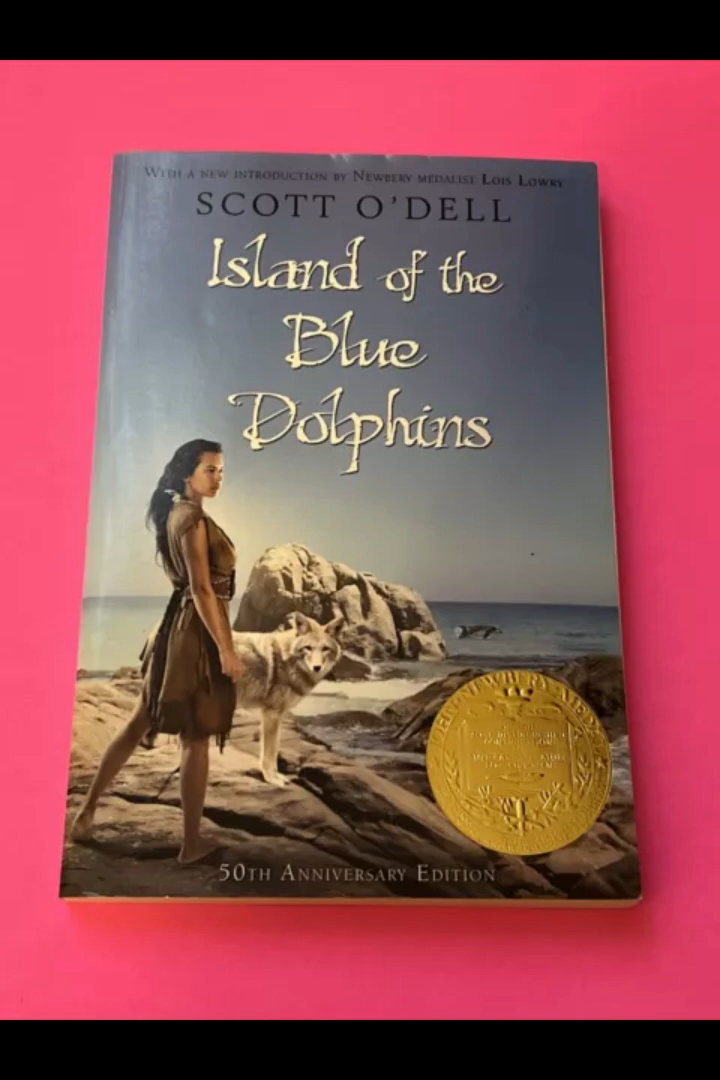 With a new introduction by Newbery medalist Lois Lowry
SCOTT O'DELL
Island of the
Blue
Dolphins
50th Anniversary Edition